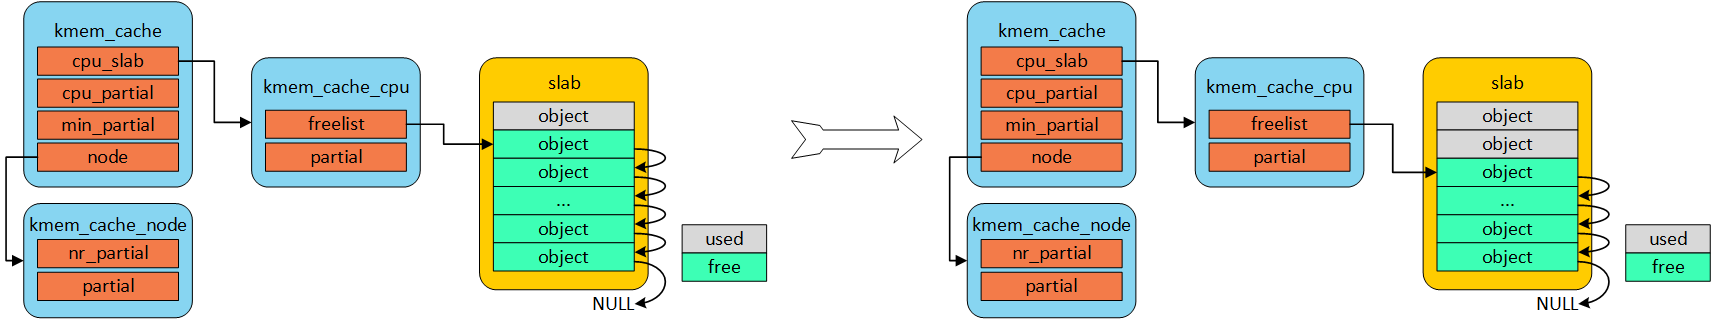 kmem_cache
cpu_slab
cpu_partial
min_partial
node
kmem_cache_node
nr_partial
partial
kmem_cache_cpu
freelist
partial
slab
object
object
object
...
object
object
NULL
used
free
kmem_cache
cpu_slab
cpu_partial
min_partial
node
kmem_cache_node
nr_partial
partial
kmem_cache_cpu
freelist
partial
slab
object
object
object
...
object
object
NULL
used
free